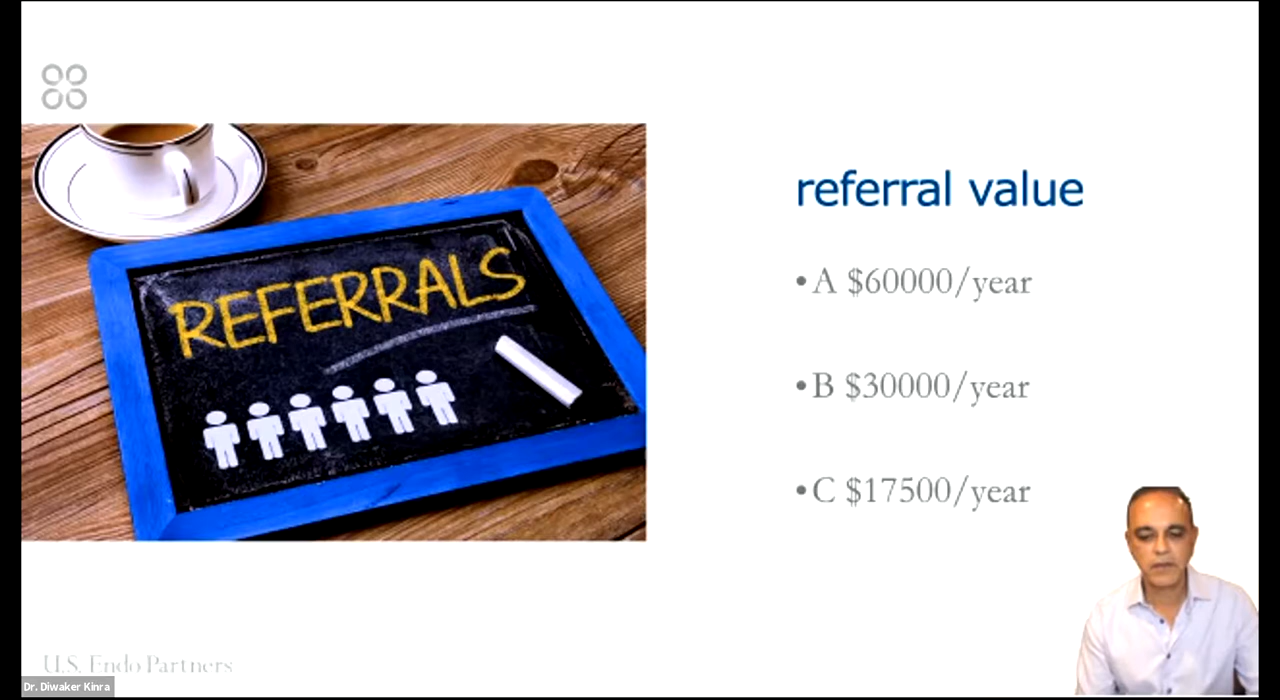 REFERRALS
referral value
•A $60000/year
•B $30000/year
•C $17500/year
U.S. Endo Partners
Dr. Diwaker Kinra